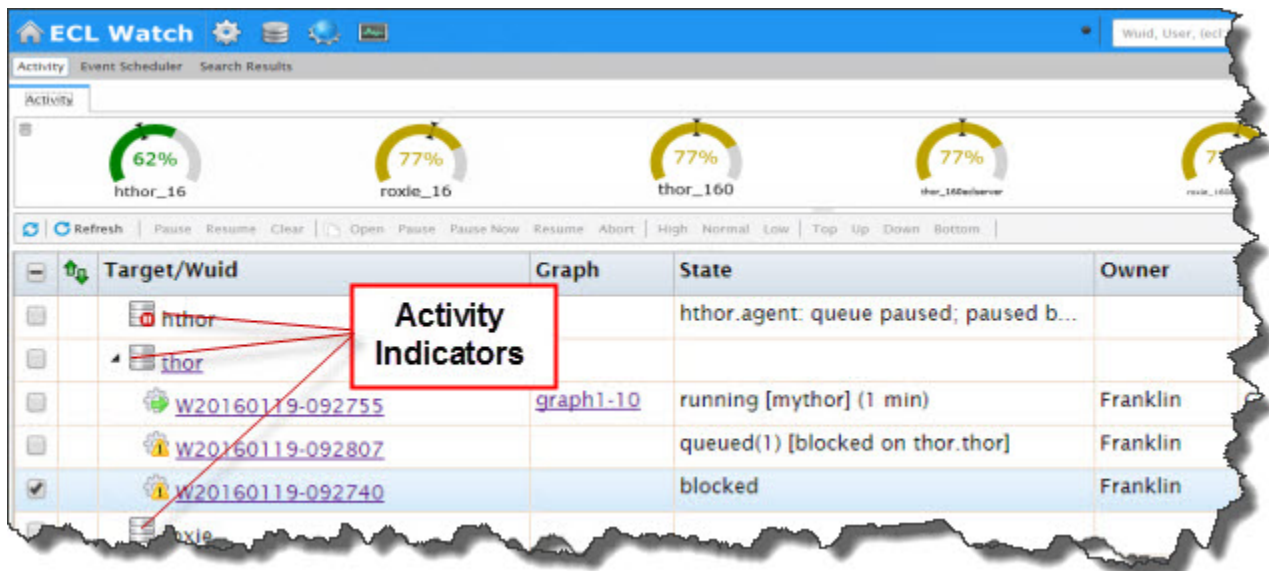 ECL Watch
Wuid, User, (ecl
Activity Event Scheduler Search Results
Activity
62% 77% 77% 77%
hthor_16 roxie_16 thor_160 thor_160eclserver
Refresh Pause Resume Clear Open Pause Pause Now Resume Abort High Normal Low Top Up Down Bottom
Target/Wuid Graph State Owner
hthor hthor.agent: queue paused; paused b...
Activity
Indicators
thor
W20160119-092755 graph1-10 running [mythor] (1 min) Franklin
W20160119-092807 queued(1) [blocked on thor.thor] Franklin
W20160119-092740 blocked Franklin
roxie